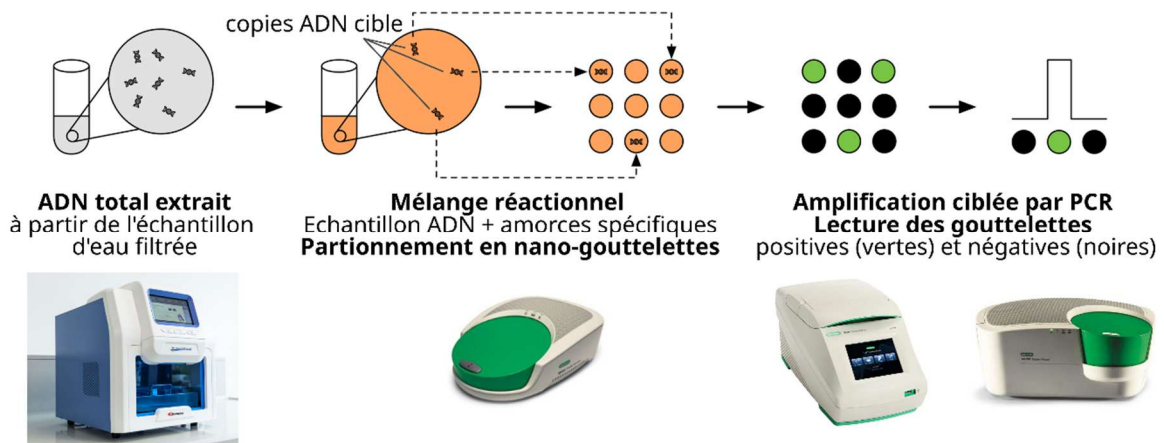 copies ADN cible
ADN total extrait
à partir de l'échantillon
d'eau filtrée
Mélange réactionnel
Echantillon ADN + amorces spécifiques
Partionnement en nano-gouttelettes
Amplification ciblée par PCR
Lecture des gouttelettes
positives (vertes) et négatives (noires)